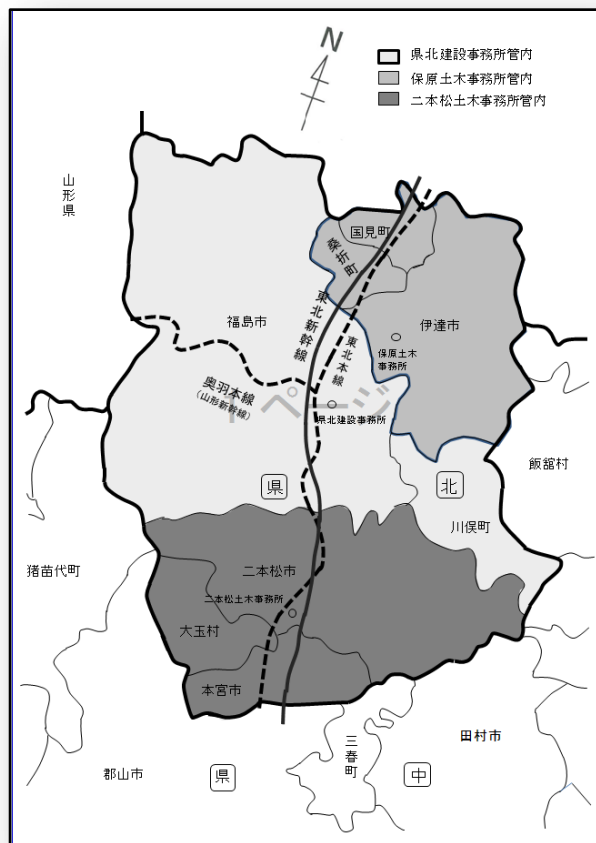 N
県北建設事務所管内
保原土木事務所管内
二本松土木事務所管内
山形県
国見町
桑折町
福島市
東北新幹線
東北本線
伊達市
保原土木
事務所
奥羽本線
(山形新幹線)
1 ページ
県北建設事務所
県
北
飯舘村
川俣町
猪苗代町
二本松市
二本松土木事務所
大玉村
本宮市
三春町
田村市
郡山市
県
中